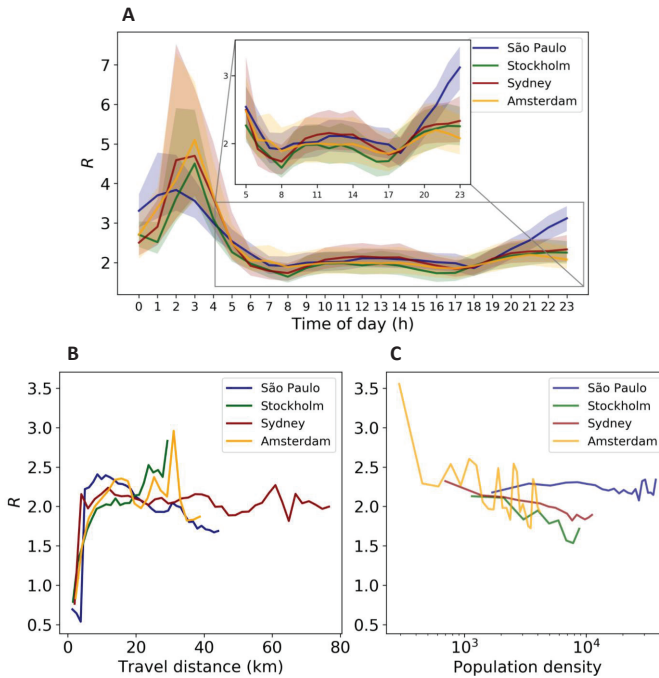 A
São Paulo
Stockholm
Sydney
Amsterdam
R
7
6
5
4
3
2
3
2
5 8 11 14 17 20 23
0 1 2 3 4 5 6 7 8 9 10 11 12 13 14 15 16 17 18 19 20 21 22 23
Time of day (h)
B
São Paulo
Stockholm
Sydney
Amsterdam
R
3.5
3.0
2.5
2.0
1.5
1.0
0.5
0 20 40 60 80
Travel distance (km)
C
São Paulo
Stockholm
Sydney
Amsterdam
3.5
3.0
2.5
2.0
1.5
1.0
0.5
10³ 10⁴
Population density